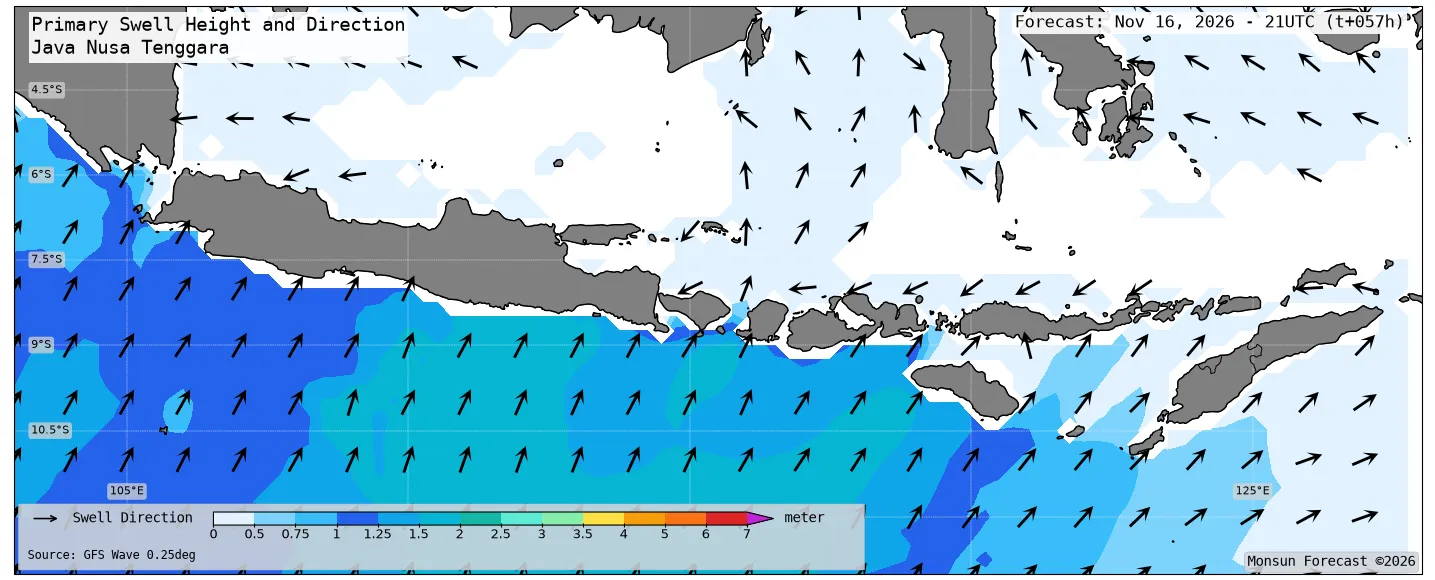 Primary Swell Height and Direction
Java Nusa Tenggara
Forecast: Nov 16, 2026 - 21UTC (t+057h)
4.5°S
6°S
7.5°S
9°S
10.5°S
105°E
125°E
Swell Direction
0 0.5 0.75 1 1.25 1.5 2 2.5 3 3.5 4 5 6 7
meter
Source: GFS Wave 0.25deg
Monsun Forecast ©2026